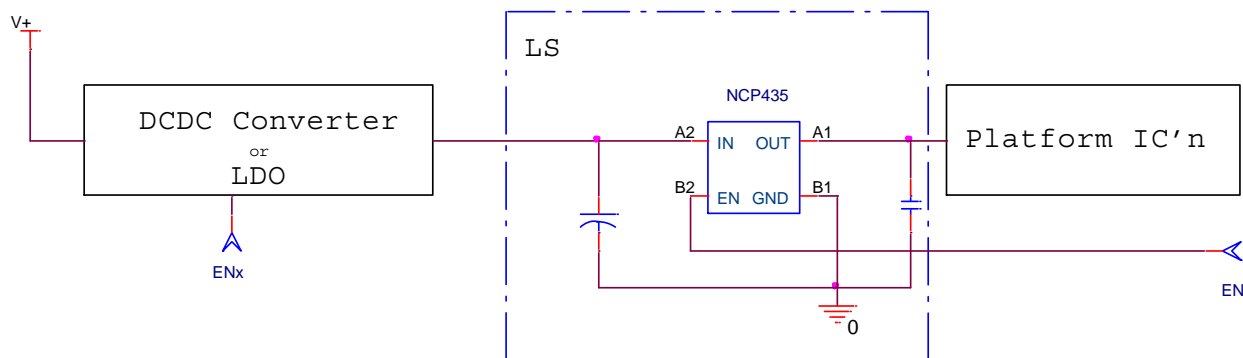 V+
LS
NCP435
DCDC Converter
or
LDO
A2
IN
OUT
A1
Platform IC'n
B2
EN
GND
B1
ENx
EN
0